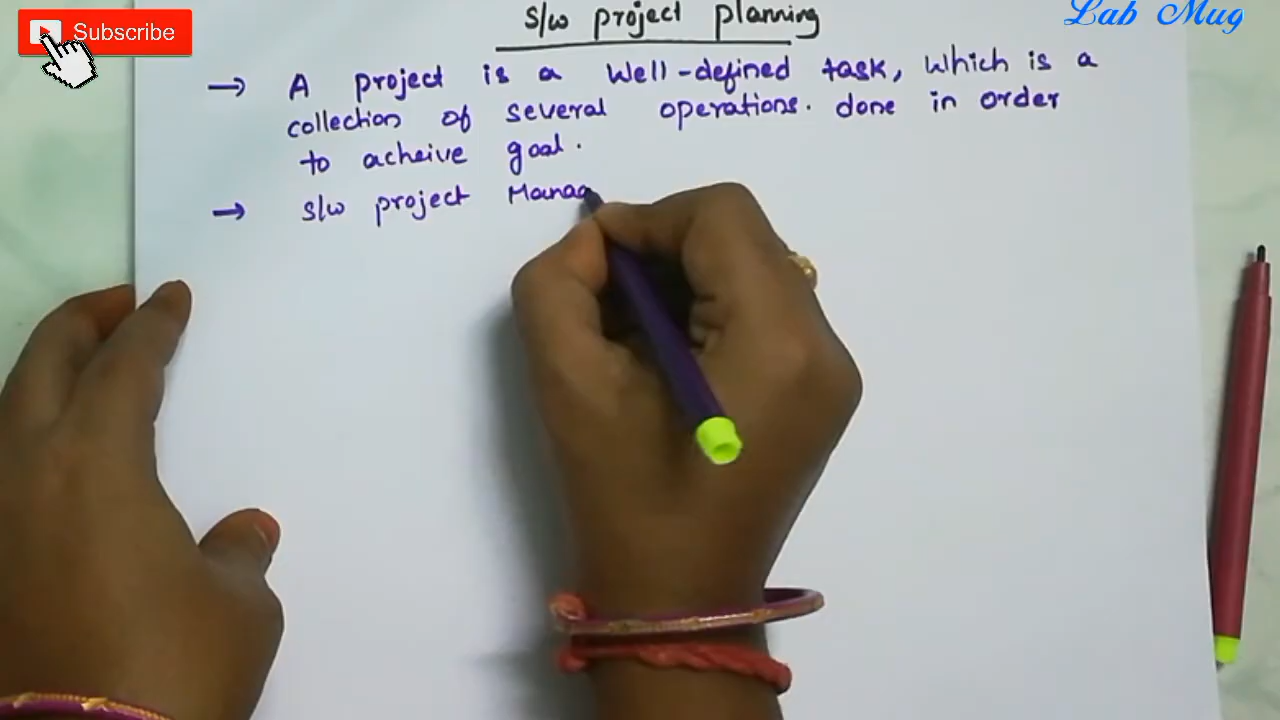 Subscribe
Lab Mug
s/w project planning
→ A project is a well-defined task, which is a
collection of several operations. done in order
to acheive goal.
→ s/w project Manag